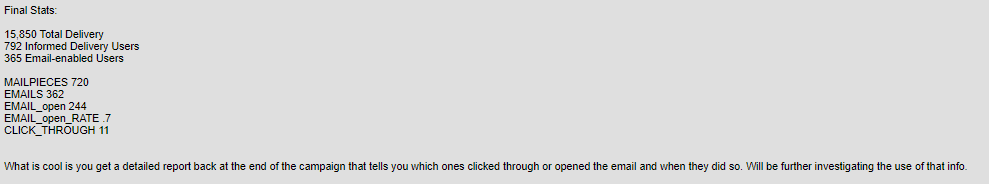 Final Stats:
15,850 Total Delivery
792 Informed Delivery Users
365 Email-enabled Users
MAILPIECES 720
EMAILS 362
EMAIL_open 244
EMAIL_open_RATE .7
CLICK_THROUGH 11
What is cool is you get a detailed report back at the end of the campaign that tells you which ones clicked through or opened the email and when they did so. Will be further investigating the use of that info.